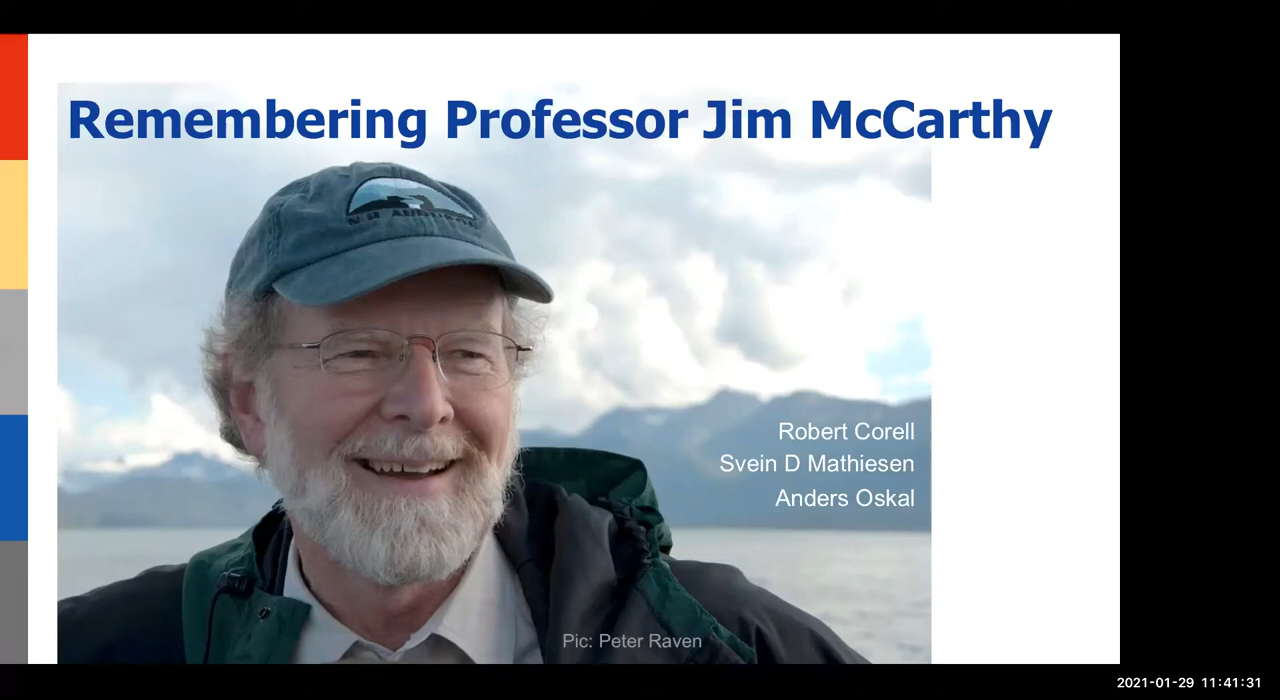 Remembering Professor Jim McCarthy
N H AUDUBON
Robert Corell
Svein D Mathiesen
Anders Oskal
Pic: Peter Raven
2021-01-29 11:41:31